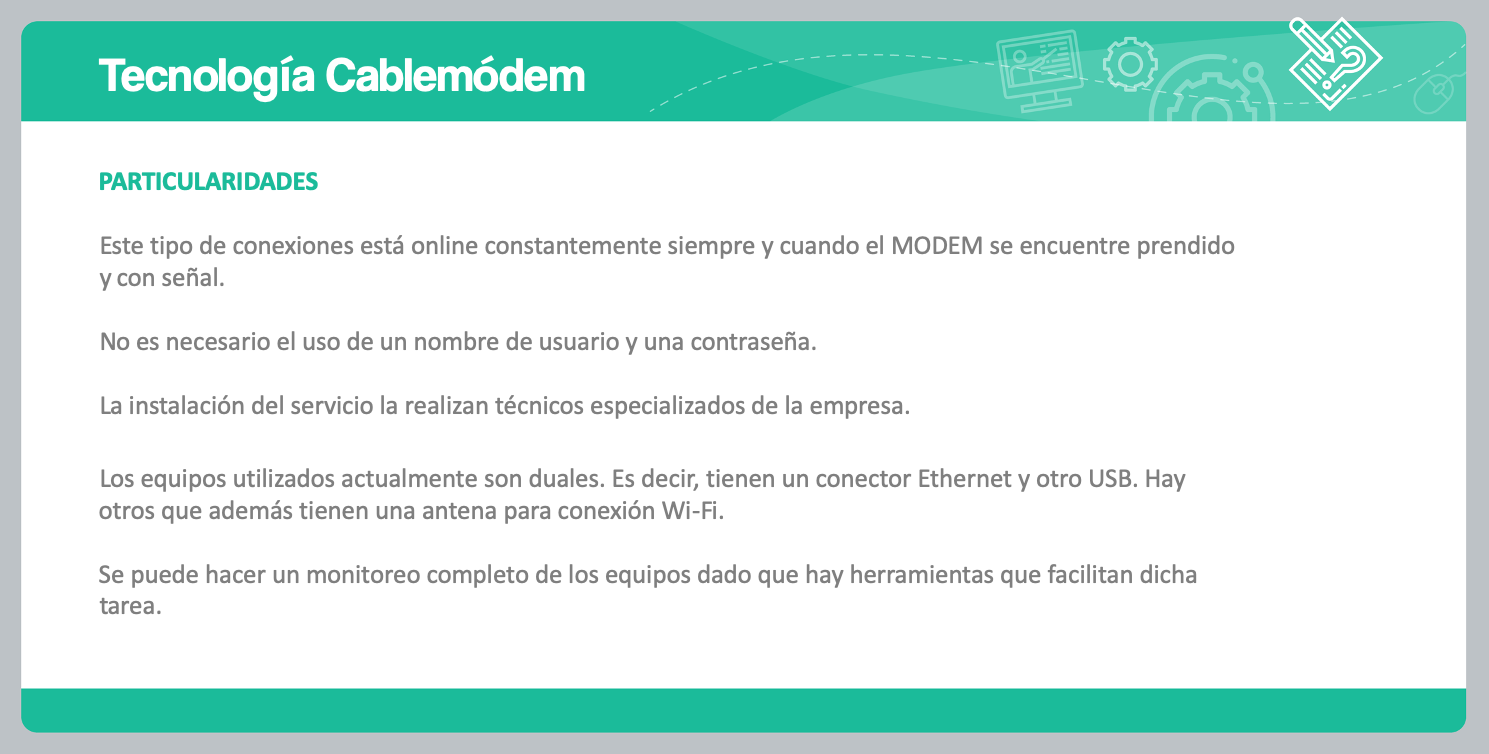 Tecnología Cablemódem
PARTICULARIDADES
Este tipo de conexiones está online constantemente siempre y cuando el MODEM se encuentre prendido
y con señal.
No es necesario el uso de un nombre de usuario y una contraseña.
La instalación del servicio la realizan técnicos especializados de la empresa.
Los equipos utilizados actualmente son duales. Es decir, tienen un conector Ethernet y otro USB. Hay
otros que además tienen una antena para conexión Wi-Fi.
Se puede hacer un monitoreo completo de los equipos dado que hay herramientas que facilitan dicha
tarea.